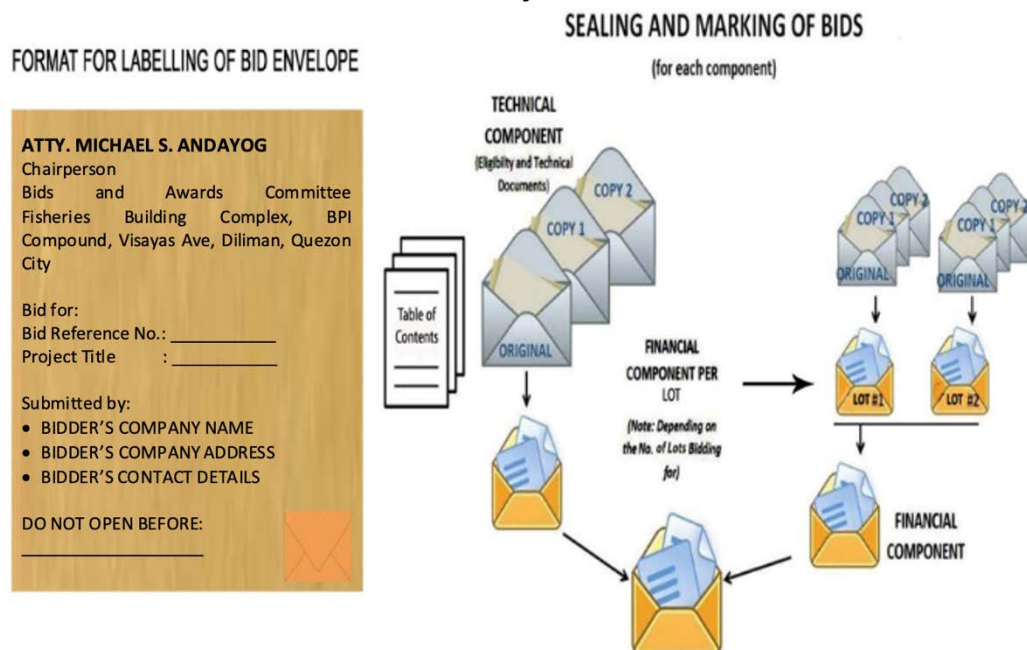 FORMAT FOR LABELLING OF BID ENVELOPE
ATTY. MICHAEL S. ANDAYOG
Chairperson
Bids and Awards Committee
Fisheries Building Complex, BPI
Compound, Visayas Ave, Diliman, Quezon
City
Bid for:
Bid Reference No.: ___________
Project Title : ___________
Submitted by:
• BIDDER'S COMPANY NAME
• BIDDER'S COMPANY ADDRESS
• BIDDER'S CONTACT DETAILS
DO NOT OPEN BEFORE:
___________________
SEALING AND MARKING OF BIDS
(for each component)
TECHNICAL
COMPONENT
(Eligibilty and Technical
Documents)
COPY 2
COPY 1
ORIGINAL
Table of
Contents
FINANCIAL
COMPONENT PER
LOT
(Note: Depending on
the No. of Lots Bidding
for)
COPY 2
COPY 1
ORIGINAL
COPY 2
COPY 1
ORIGINAL
LOT #1
LOT #2
FINANCIAL
COMPONENT